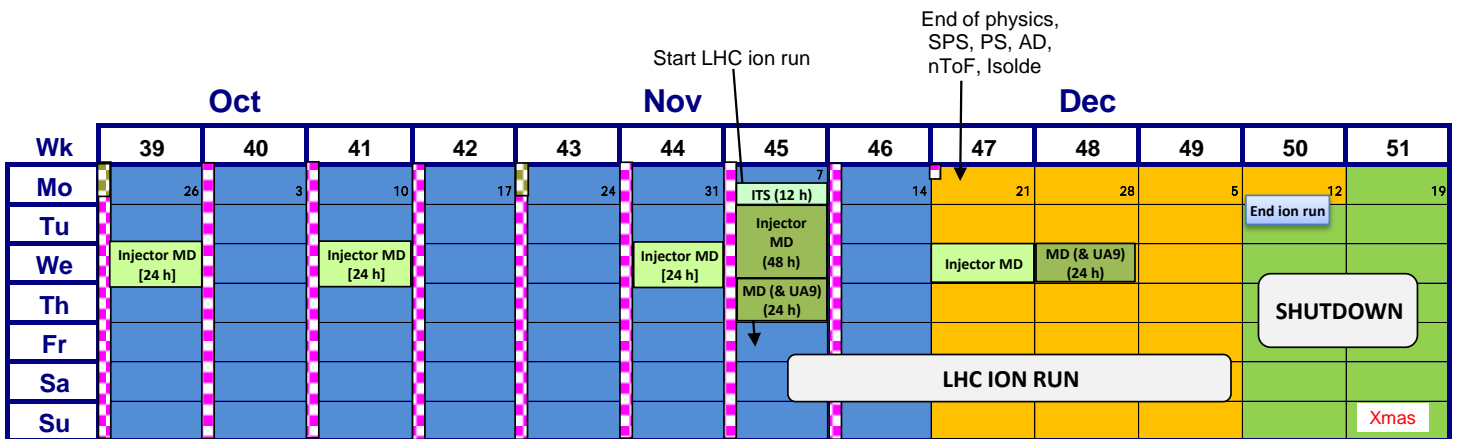 End of physics,
SPS, PS, AD,
nToF, Isolde
Start LHC ion run
Oct Nov Dec
Wk 39 40 41 42 43 44 45 46 47 48 49 50 51
Mo 26 3 10 17 24 31 7 14 21 28 5 12 19
ITS (12 h)
End ion run
Tu
Injector
MD
(48 h)
We
Injector MD
[24 h]
Injector MD
[24 h]
Injector MD
[24 h]
Injector MD
MD (& UA9)
(24 h)
Th
MD (& UA9)
(24 h)
SHUTDOWN
Fr
Sa
LHC ION RUN
Su
Xmas